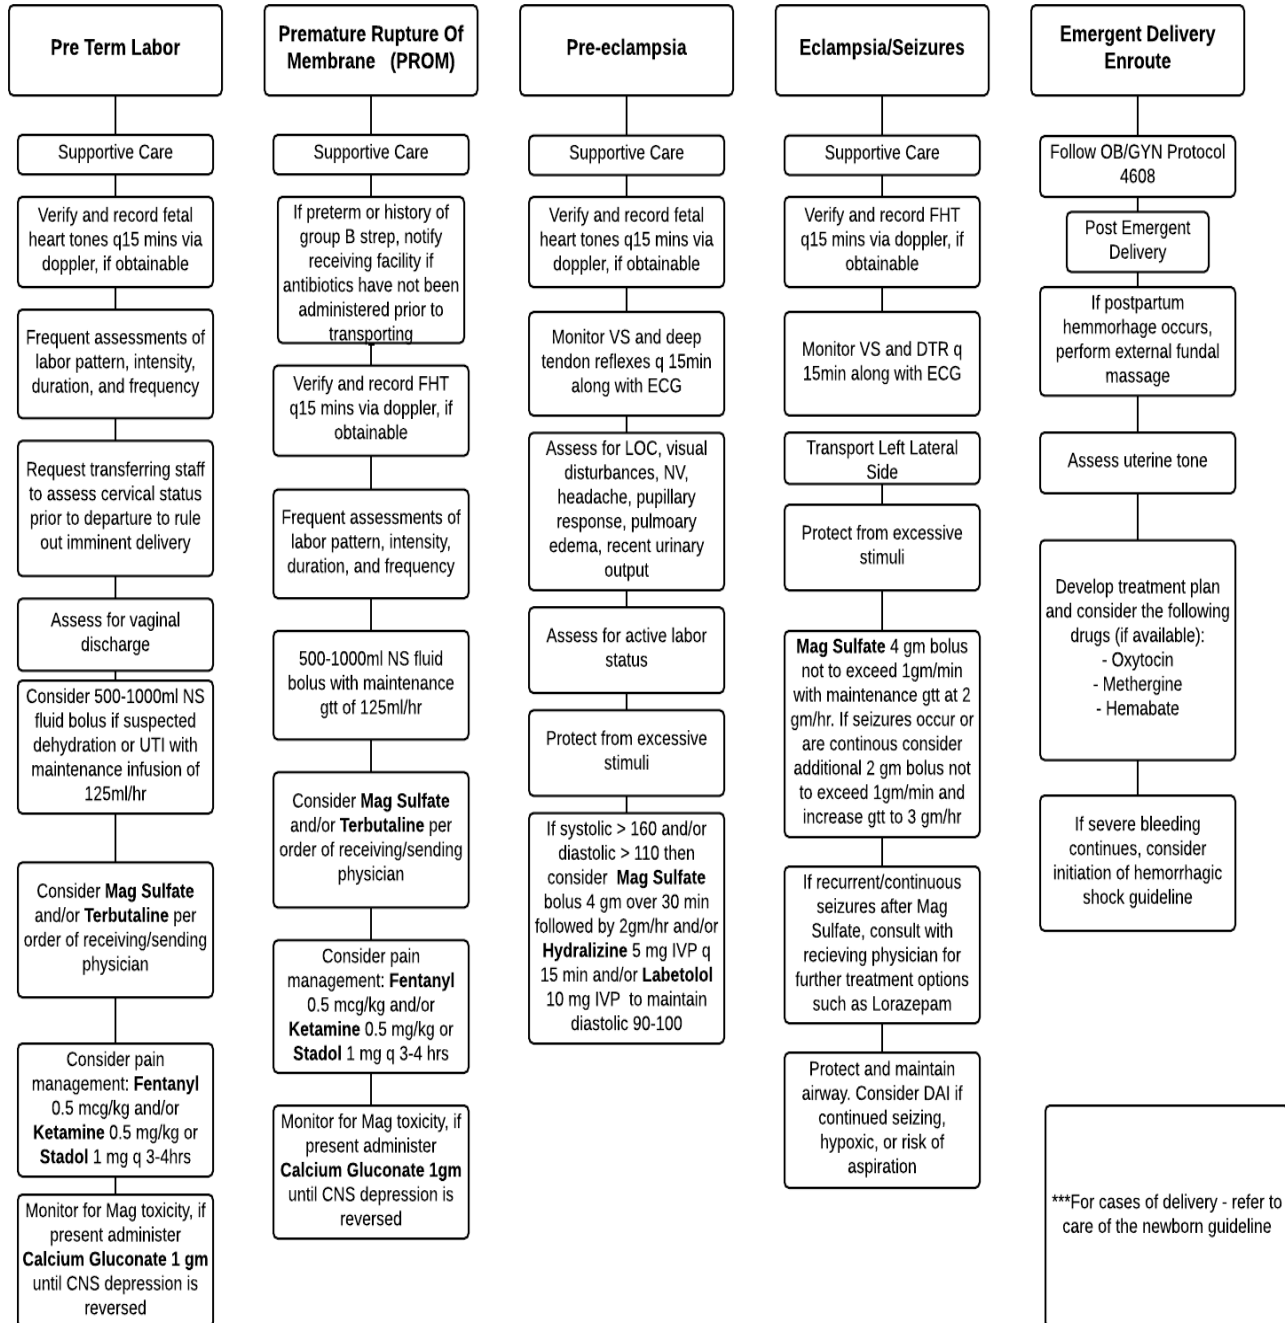 Pre Term Labor
Supportive Care
Verify and record fetal
heart tones q15 mins via
doppler, if obtainable
Frequent assessments of
labor pattern, intensity,
duration, and frequency
Request transferring staff
to assess cervical status
prior to departure to rule
out imminent delivery
Assess for vaginal
discharge
Consider 500-1000ml NS
fluid bolus if suspected
dehydration or UTI with
maintenance infusion of
125ml/hr
Consider Mag Sulfate
and/or Terbutaline per
order of receiving/sending
physician
Consider pain
management: Fentanyl
0.5 mcg/kg and/or
Ketamine 0.5 mg/kg or
Stadol 1 mg q 3-4hrs
Monitor for Mag toxicity, if
present administer
Calcium Gluconate 1 gm
until CNS depression is
reversed
Premature Rupture Of
Membrane (PROM)
Supportive Care
If preterm or history of
group B strep, notify
receiving facility if
antibiotics have not been
administered prior to
transporting
Verify and record FHT
q15 mins via doppler, if
obtainable
Frequent assessments of
labor pattern, intensity,
duration, and frequency
500-1000ml NS fluid
bolus with maintenance
gtt of 125ml/hr
Consider Mag Sulfate
and/or Terbutaline per
order of receiving/sending
physician
Consider pain
management: Fentanyl
0.5 mcg/kg and/or
Ketamine 0.5 mg/kg or
Stadol 1 mg q 3-4 hrs
Monitor for Mag toxicity, if
present administer
Calcium Gluconate 1gm
until CNS depression is
reversed
Pre-eclampsia
Supportive Care
Verify and record fetal
heart tones q15 mins via
doppler, if obtainable
Monitor VS and deep
tendon reflexes q 15min
along with ECG
Assess for LOC, visual
disturbances, NV,
headache, pupillary
response, pulmoary
edema, recent urinary
output
Assess for active labor
status
Protect from excessive
stimuli
If systolic > 160 and/or
diastolic > 110 then
consider Mag Sulfate
bolus 4 gm over 30 min
followed by 2gm/hr and/or
Hydralizine 5 mg IVP q
15 min and/or Labetolol
10 mg IVP to maintain
diastolic 90-100
Eclampsia/Seizures
Supportive Care
Verify and record FHT
q15 mins via doppler, if
obtainable
Monitor VS and DTR q
15min along with ECG
Transport Left Lateral
Side
Protect from excessive
stimuli
Mag Sulfate 4 gm bolus
not to exceed 1gm/min
with maintenance gtt at 2
gm/hr. If seizures occur or
are continous consider
additional 2 gm bolus not
to exceed 1gm/min and
increase gtt to 3 gm/hr
If recurrent/continuous
seizures after Mag
Sulfate, consult with
recieving physician for
further treatment options
such as Lorazepam
Protect and maintain
airway. Consider DAI if
continued seizing,
hypoxic, or risk of
aspiration
Emergent Delivery
Enroute
Follow OB/GYN Protocol
4608
Post Emergent
Delivery
If postpartum
hemmorhage occurs,
perform external fundal
massage
Assess uterine tone
Develop treatment plan
and consider the following
drugs (if available):
- Oxytocin
- Methergine
- Hemabate
If severe bleeding
continues, consider
initiation of hemorrhagic
shock guideline
***For cases of delivery - refer to
care of the newborn guideline